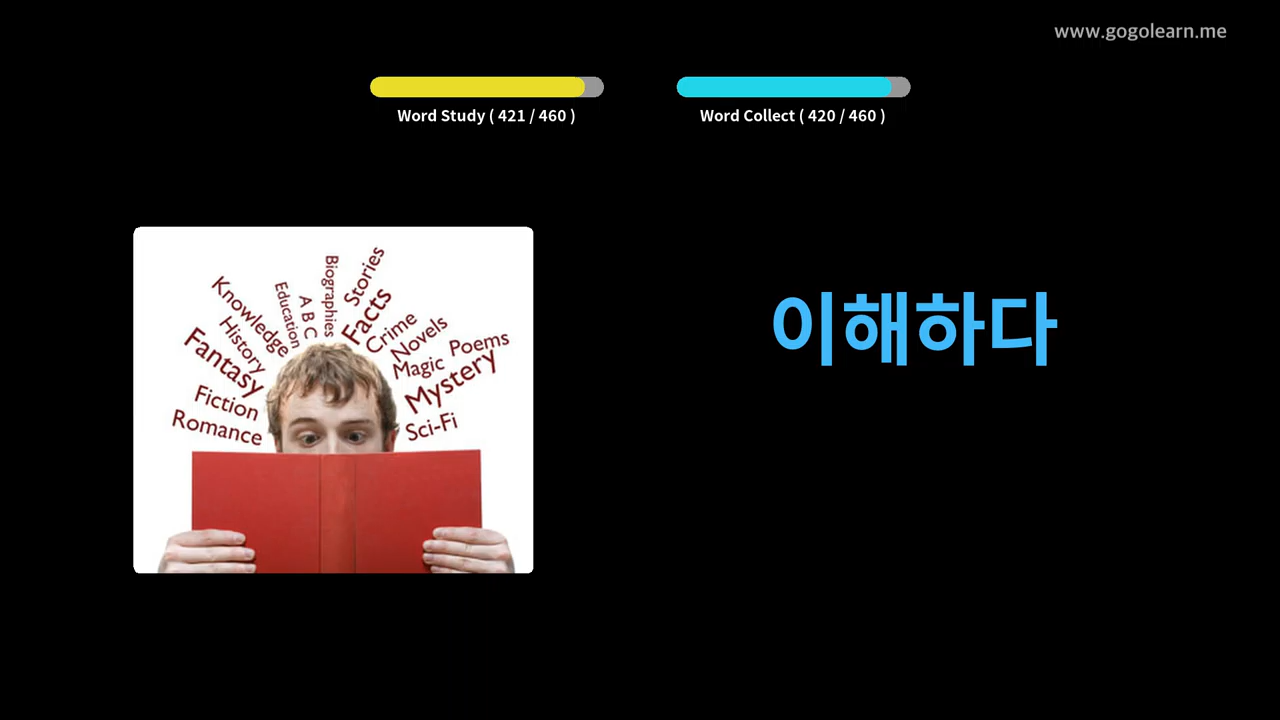 www.gogolearn.me
Word Study ( 421 / 460 )
Word Collect ( 420 / 460 )
Stories
Biographies
Facts
A B C
Education
Knowledge
Crime
Novels
History
Poems
Magic
Fantasy
Mystery
Fiction
Sci-Fi
Romance
이해하다